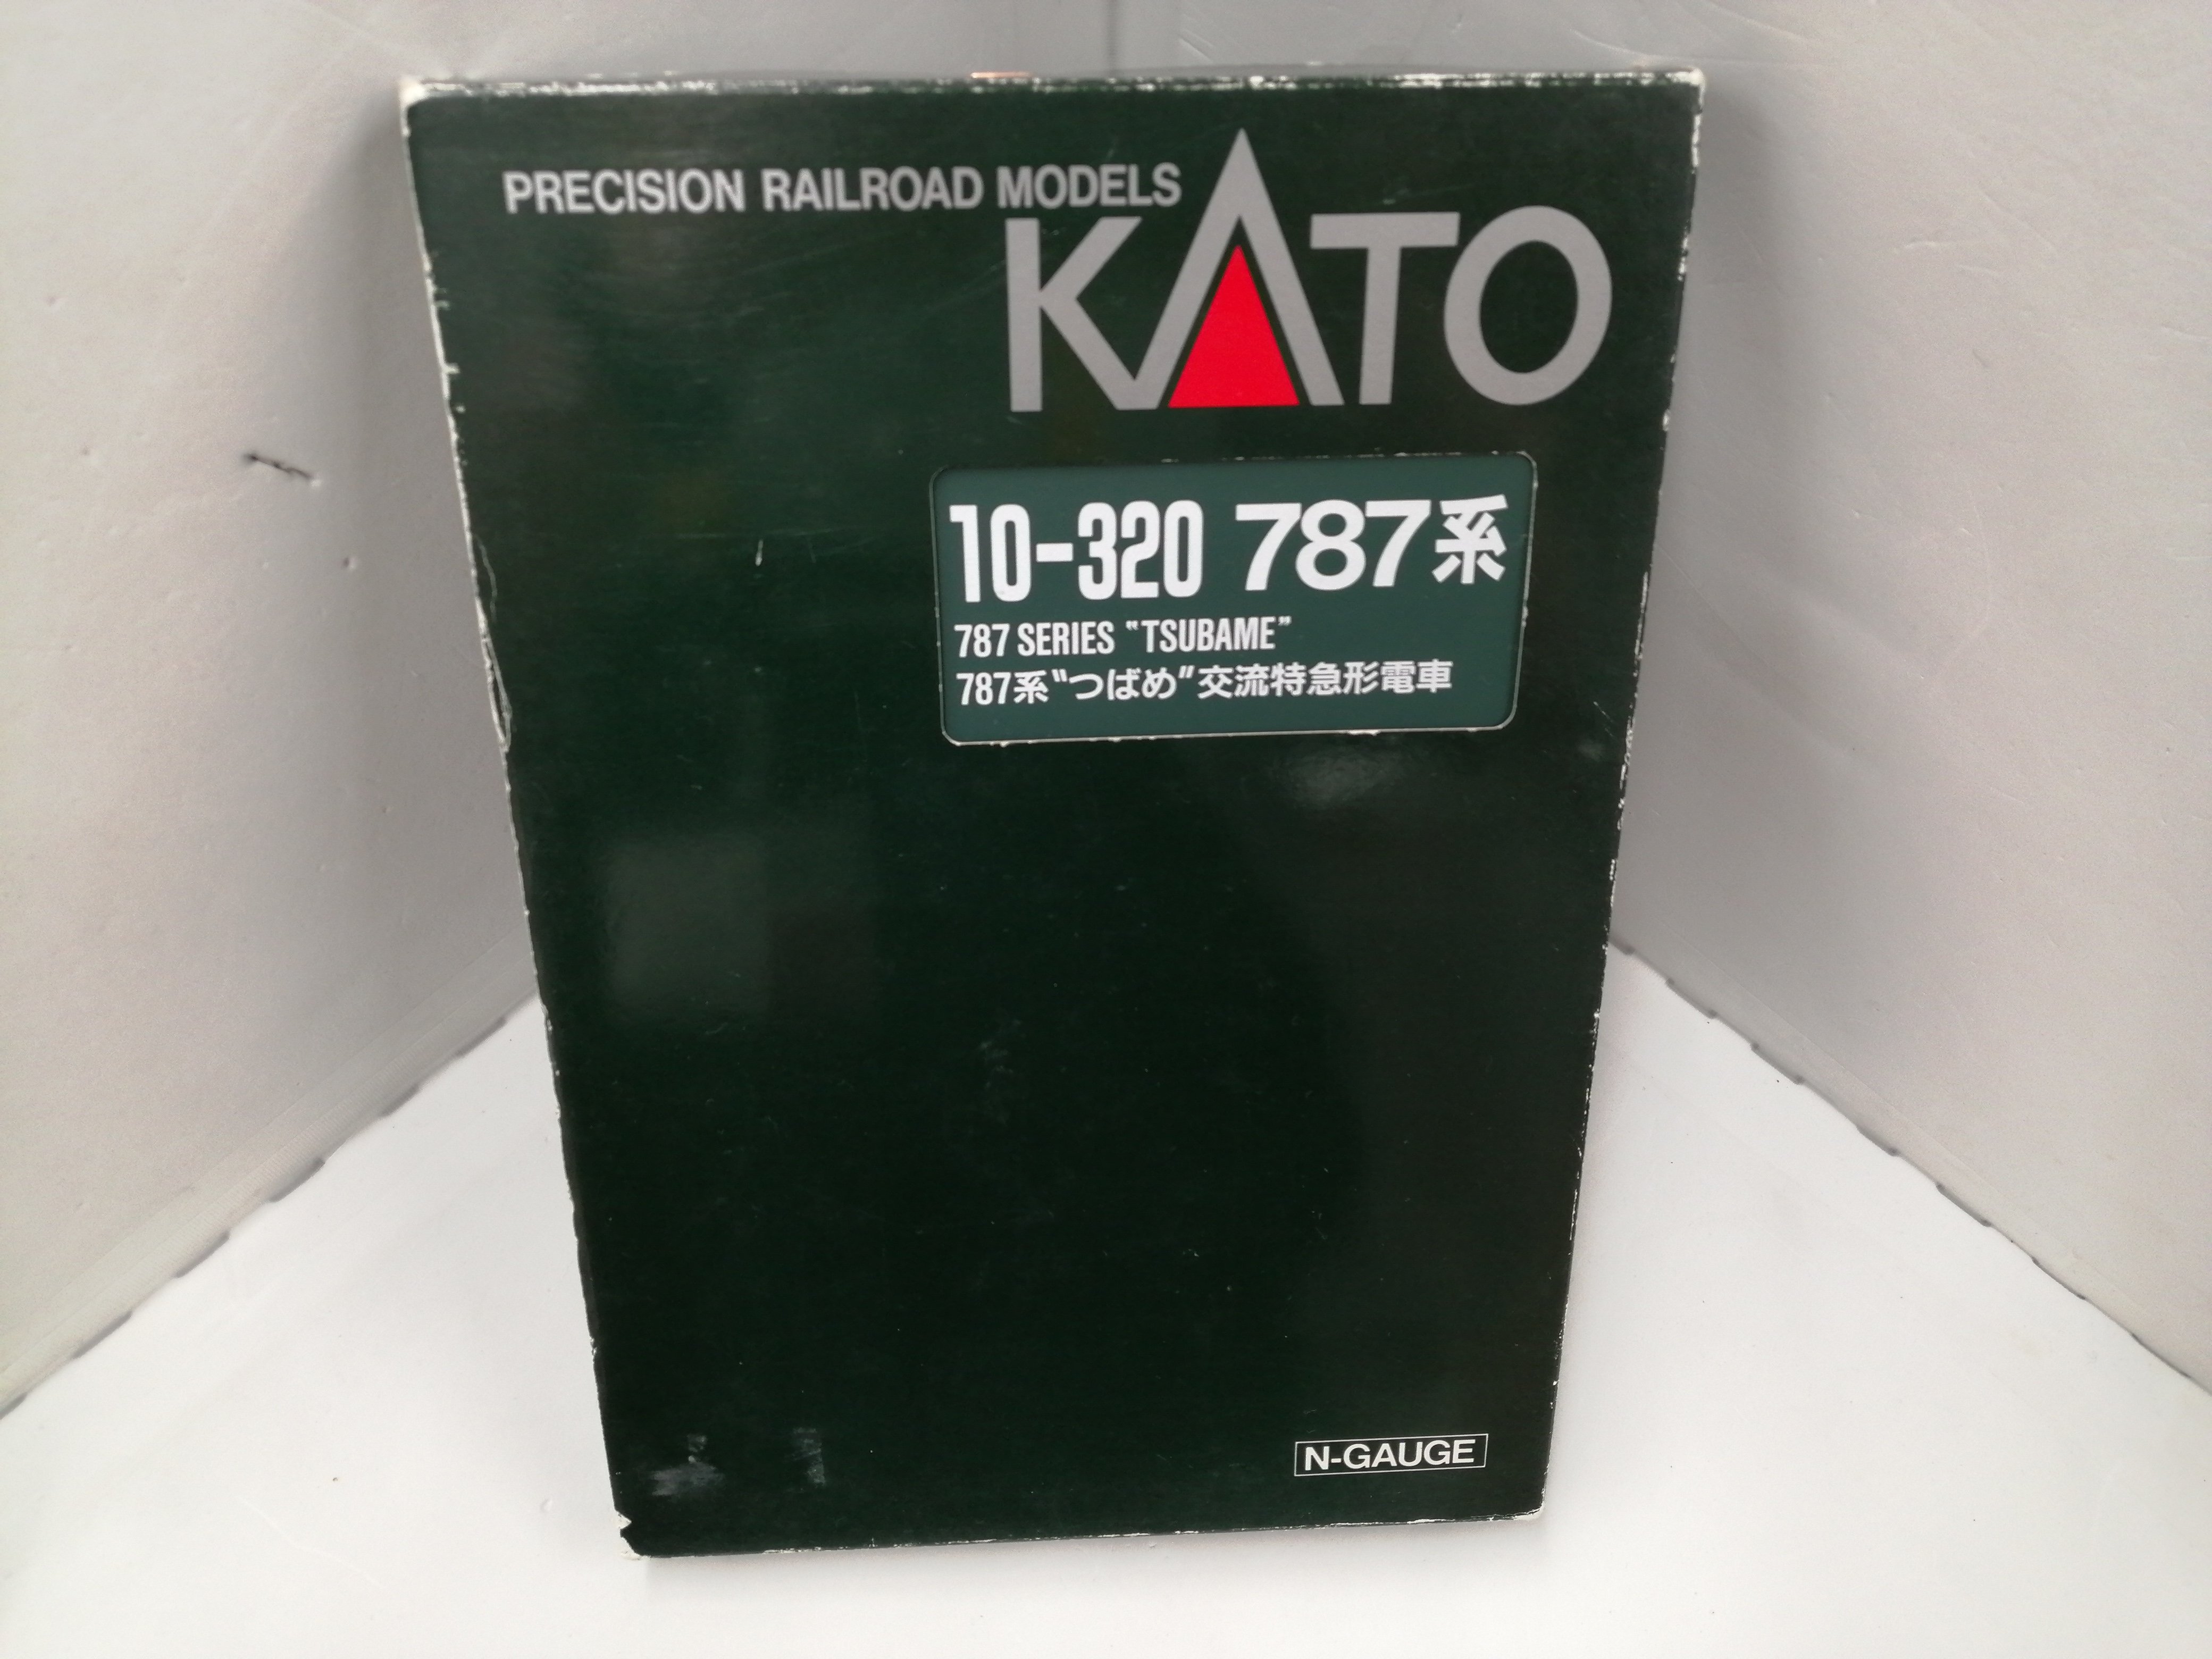 PRECISION RAILROAD MODELS
KATO
10-320 787系
787 SERIES "TSUBAME"
787系"つばめ"交流特急形電車
N-GAUGE